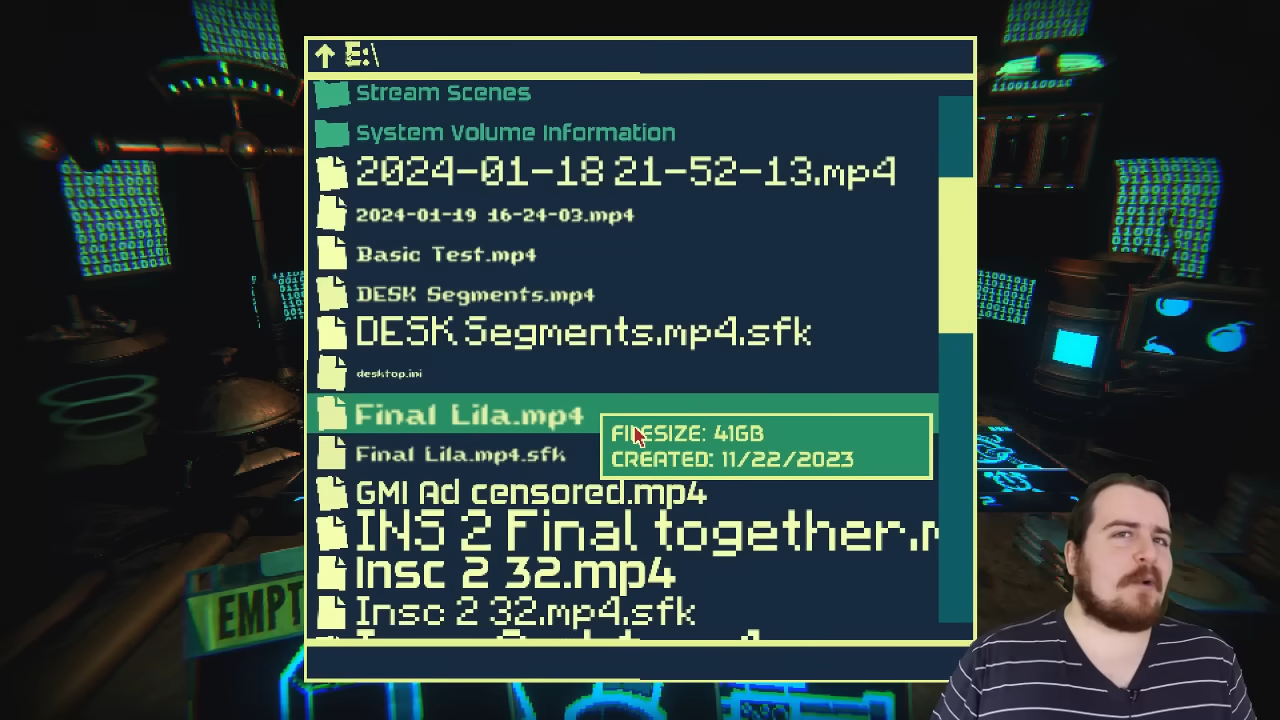 E:\
Stream Scenes
System Volume Information
2024-01-18 21-52-13.mp4
2024-01-19 16-24-03.mp4
Basic Test.mp4
DESK Segments.mp4
DESK Segments.mp4.sfk
desktop.ini
Final Lila.mp4
FILESIZE: 41GB
CREATED: 11/22/2023
Final Lila.mp4.sfk
GMI Ad censored.mp4
INS 2 Final together.m
Insc 2 32.mp4
Insc 2 32.mp4.sfk
EMPT